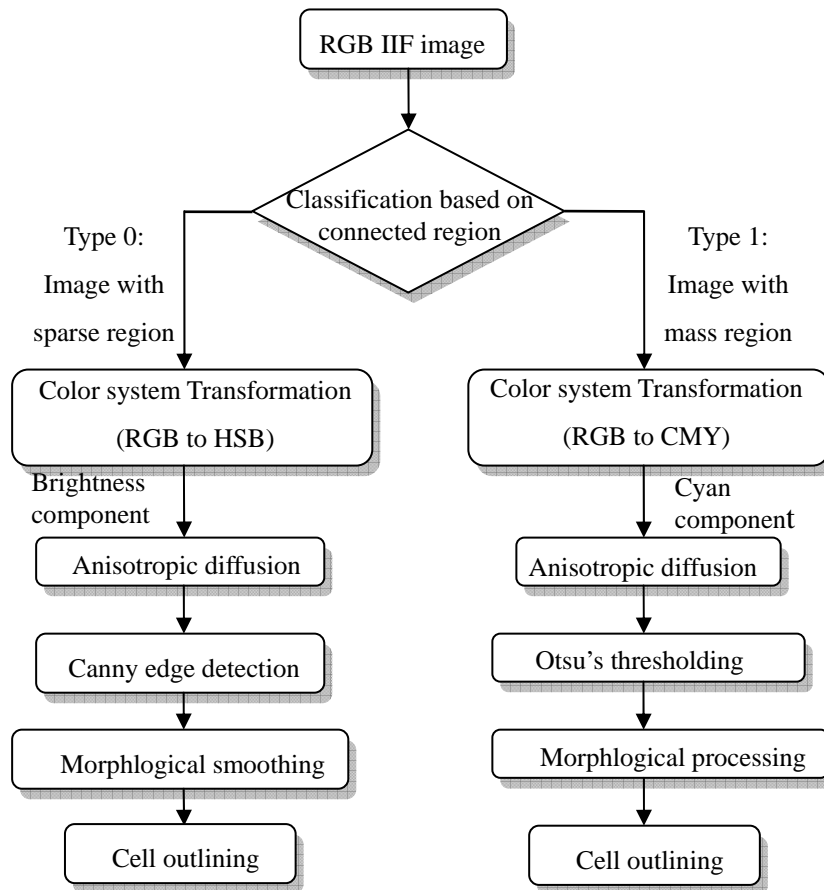 RGB IIF image
Classification based on
connected region
Type 0:
Image with
sparse region
Type 1:
Image with
mass region
Color system Transformation
(RGB to HSB)
Color system Transformation
(RGB to CMY)
Brightness
component
Cyan
component
Anisotropic diffusion
Anisotropic diffusion
Canny edge detection
Otsu's thresholding
Morphlogical smoothing
Morphlogical processing
Cell outlining
Cell outlining